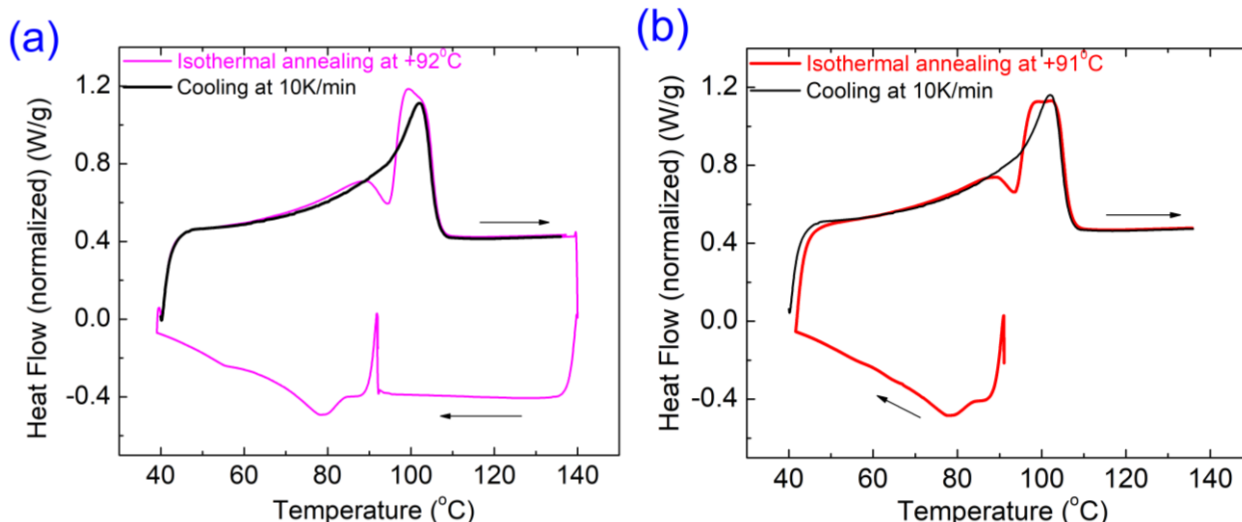 (a)
Isothermal annealing at +92⁰C
Cooling at 10K/min
1.2
0.8
0.4
0.0
-0.4
Heat Flow (normalized) (W/g)
40 60 80 100 120 140
Temperature (°C)
(b)
Isothermal annealing at +91⁰C
Cooling at 10K/min
1.2
0.8
0.4
0.0
-0.4
Heat Flow (normalized) (W/g)
40 60 80 100 120 140
Temperature (°C)